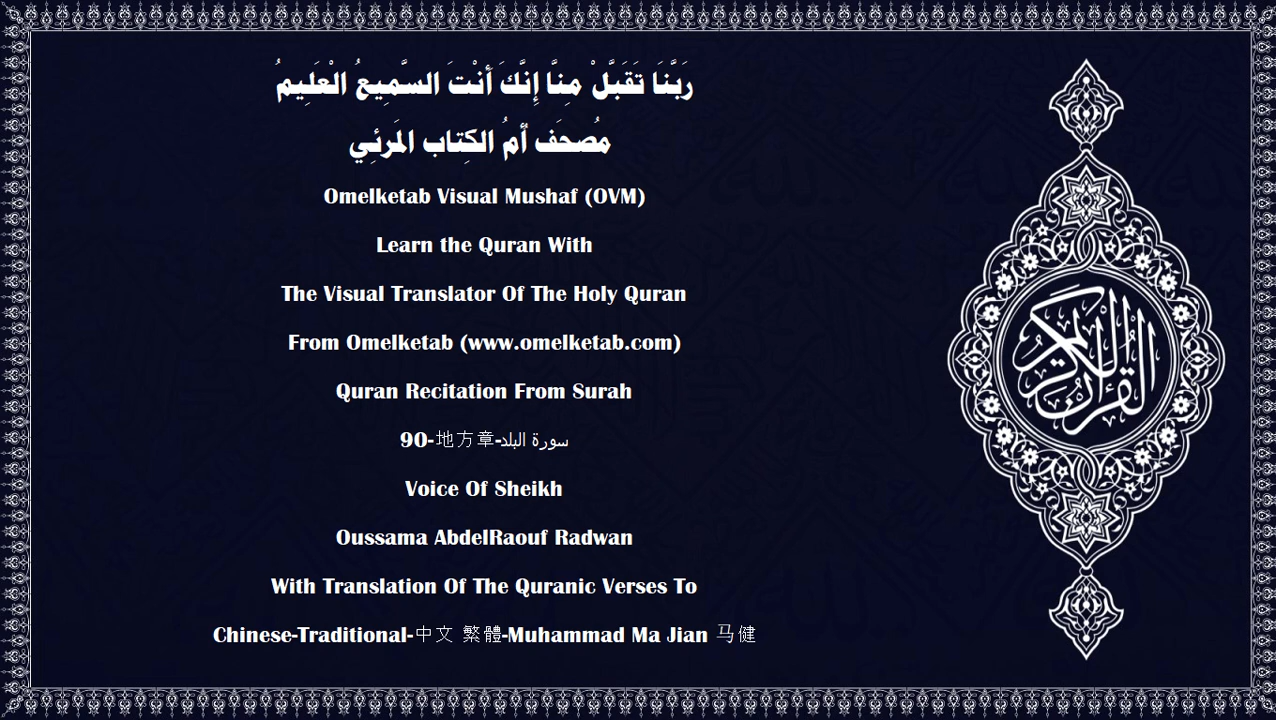 رَبَّنَا تَقَبَّلْ مِنَّا إِنَّكَ أَنْتَ السَّمِيعُ الْعَلِيمُ
مُصحَف أمُ الكِتاب المَرئِي
Omelketab Visual Mushaf (OVM)
Learn the Quran With
The Visual Translator Of The Holy Quran
From Omelketab (www.omelketab.com)
Quran Recitation From Surah
90-地方章-سورة البلد
Voice Of Sheikh
Oussama AbdelRaouf Radwan
With Translation Of The Quranic Verses To
Chinese-Traditional-中文 繁體-Muhammad Ma Jian 马健
القرآن الكريم